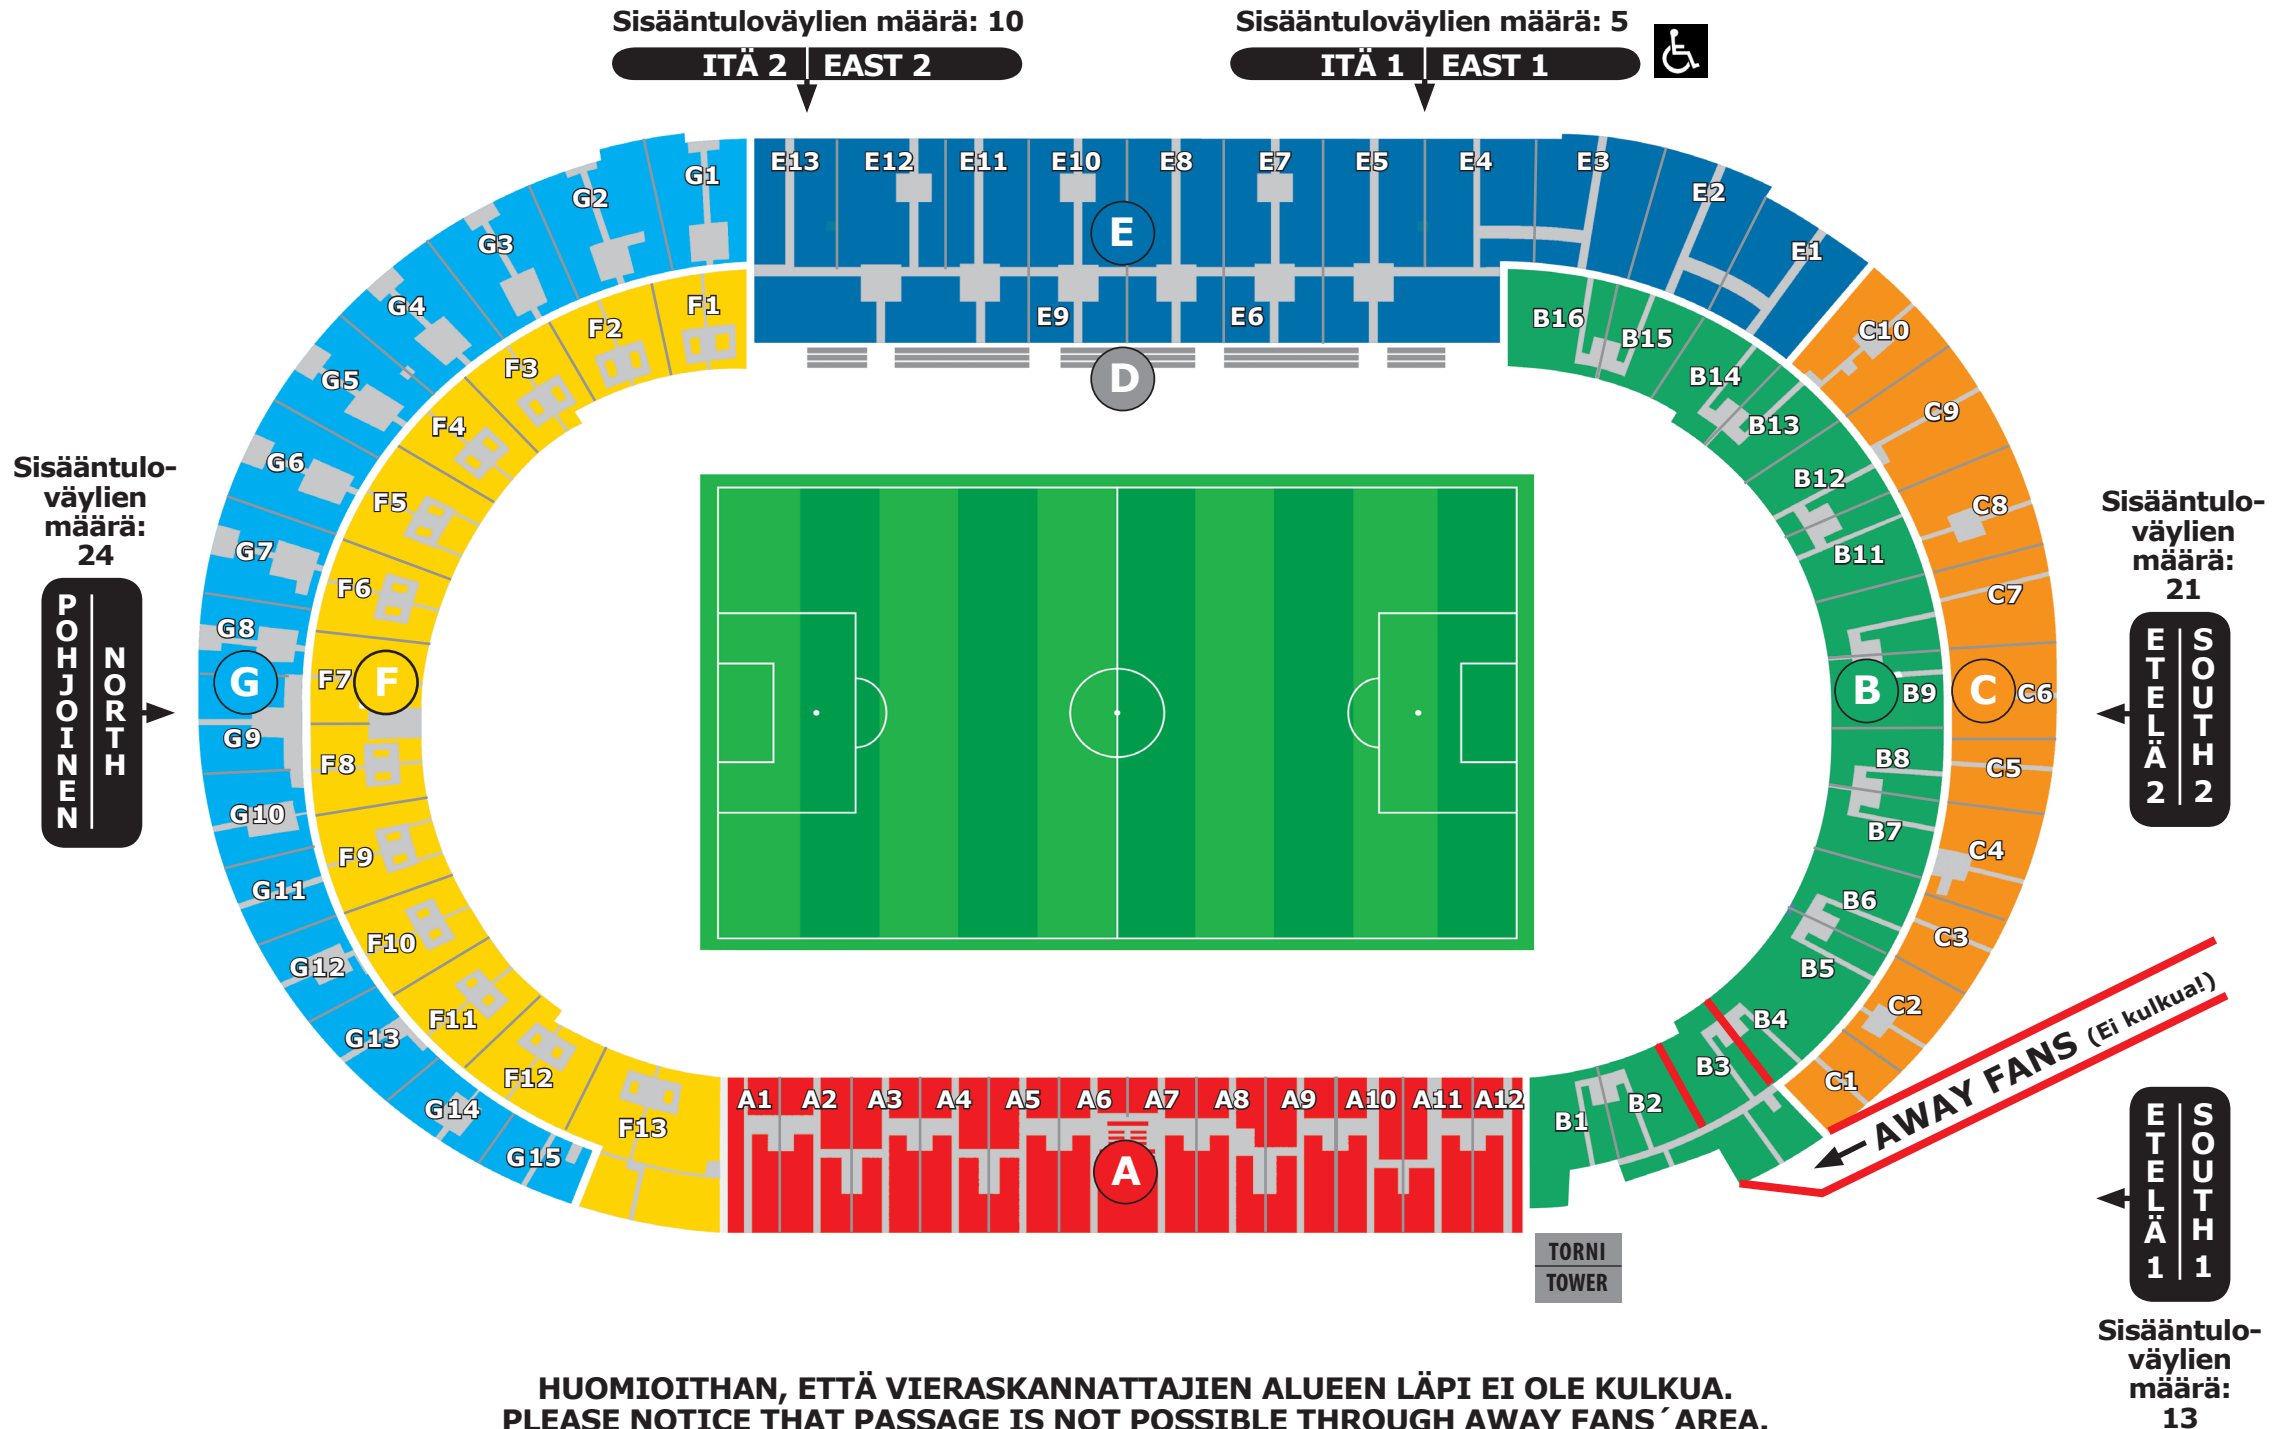 Sisääntuloväylien määrä: 10
ITÄ 2 EAST 2
Sisääntuloväylien määrä: 5
ITÄ 1 EAST 1
G1
G2
G3
G4
G5
G6
G7
G8
G
G9
G10
G11
G12
G13
G14
G15
F1
F2
F3
F4
F5
F6
F7
F
F8
F9
F10
F11
F12
F13
E13
E12
E11
E10
E8
E7
E5
E4
E3
E2
E1
E
E9
E6
D
B16
B15
B14
B13
B12
B11
B
B9
B8
B7
B6
B5
B4
B3
B2
B1
C10
C9
C8
C7
C
C6
C5
C4
C3
C2
C1
A1
A2
A3
A4
A5
A6
A7
A8
A9
A10
A11
A12
A
Sisääntulo-
väylien
määrä:
24
POHJOINEN
NORTH
Sisääntulo-
väylien
määrä:
21
ETELÄ 2
SOUTH 2
AWAY FANS (Ei kulkua!)
ETELÄ 1
SOUTH 1
Sisääntulo-
väylien
määrä:
13
TORNI
TOWER
HUOMIOITHAN, ETTÄ VIERASKANNATTAJIEN ALUEEN LÄPI EI OLE KULKUA.
PLEASE NOTICE THAT PASSAGE IS NOT POSSIBLE THROUGH AWAY FANS´AREA.